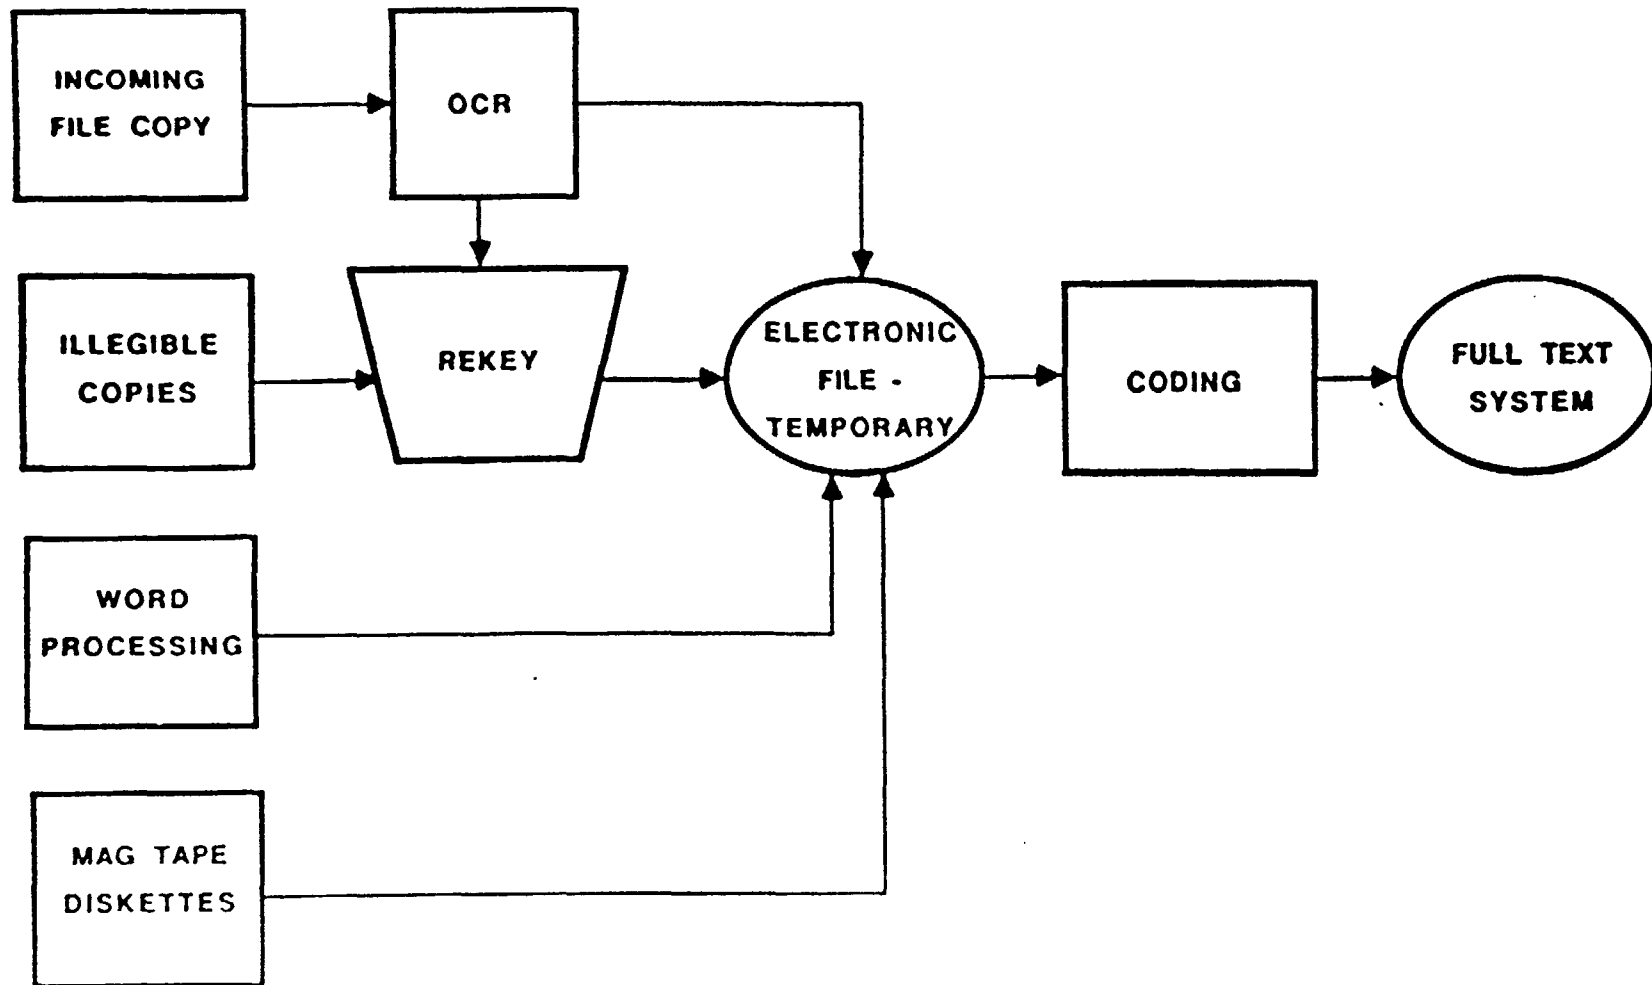 INCOMING
FILE COPY
OCR
ILLEGIBLE
COPIES
REKEY
ELECTRONIC
FILE -
TEMPORARY
CODING
FULL TEXT
SYSTEM
WORD
PROCESSING
MAG TAPE
DISKETTES